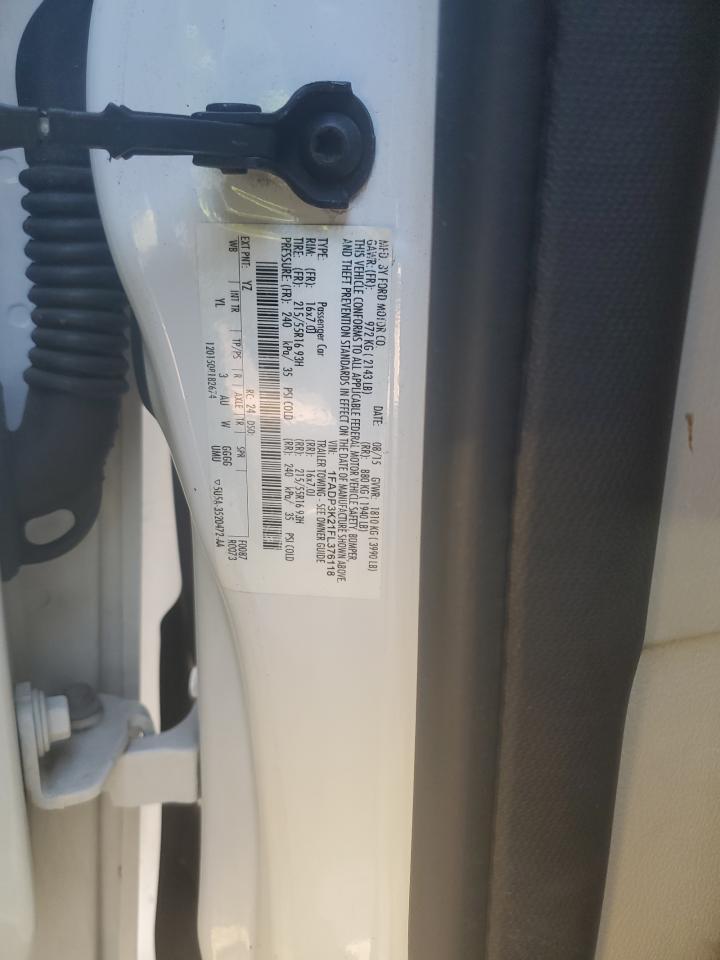 MFD. BY FORD MOTOR CO. DATE: 08/15 GVWR: 1810 KG ( 3990 LB)
GAWR:(FR): 972 KG ( 2143 LB) (RR): 880 KG ( 1940 LB)
THIS VEHICLE CONFORMS TO ALL APPLICABLE FEDERAL MOTOR VEHICLE SAFETY, BUMPER,
AND THEFT PREVENTION STANDARDS IN EFFECT ON THE DATE OF MANUFACTURE SHOWN ABOVE.
VIN: 1FADP3K21FL376118
TYPE: Passenger Car TRAILER TOWING - SEE OWNER GUIDE
RIM: (FR): 16x7.0J (RR): 16x7.0J
TIRE: (FR): 215/55R16 93H (RR): 215/55R16 93H
PRESSURE: (FR): 240 kPa/ 35 PSI COLD (RR): 240 kPa/ 35 PSI COLD
EXT PNT: YZ RC: 24 DSO: F0087
WB INT TR TP/PS R AXLE TR SPR R0073
YL 3 AU W GGGG
UMU
120150P182674 5U5A-3520472-AA